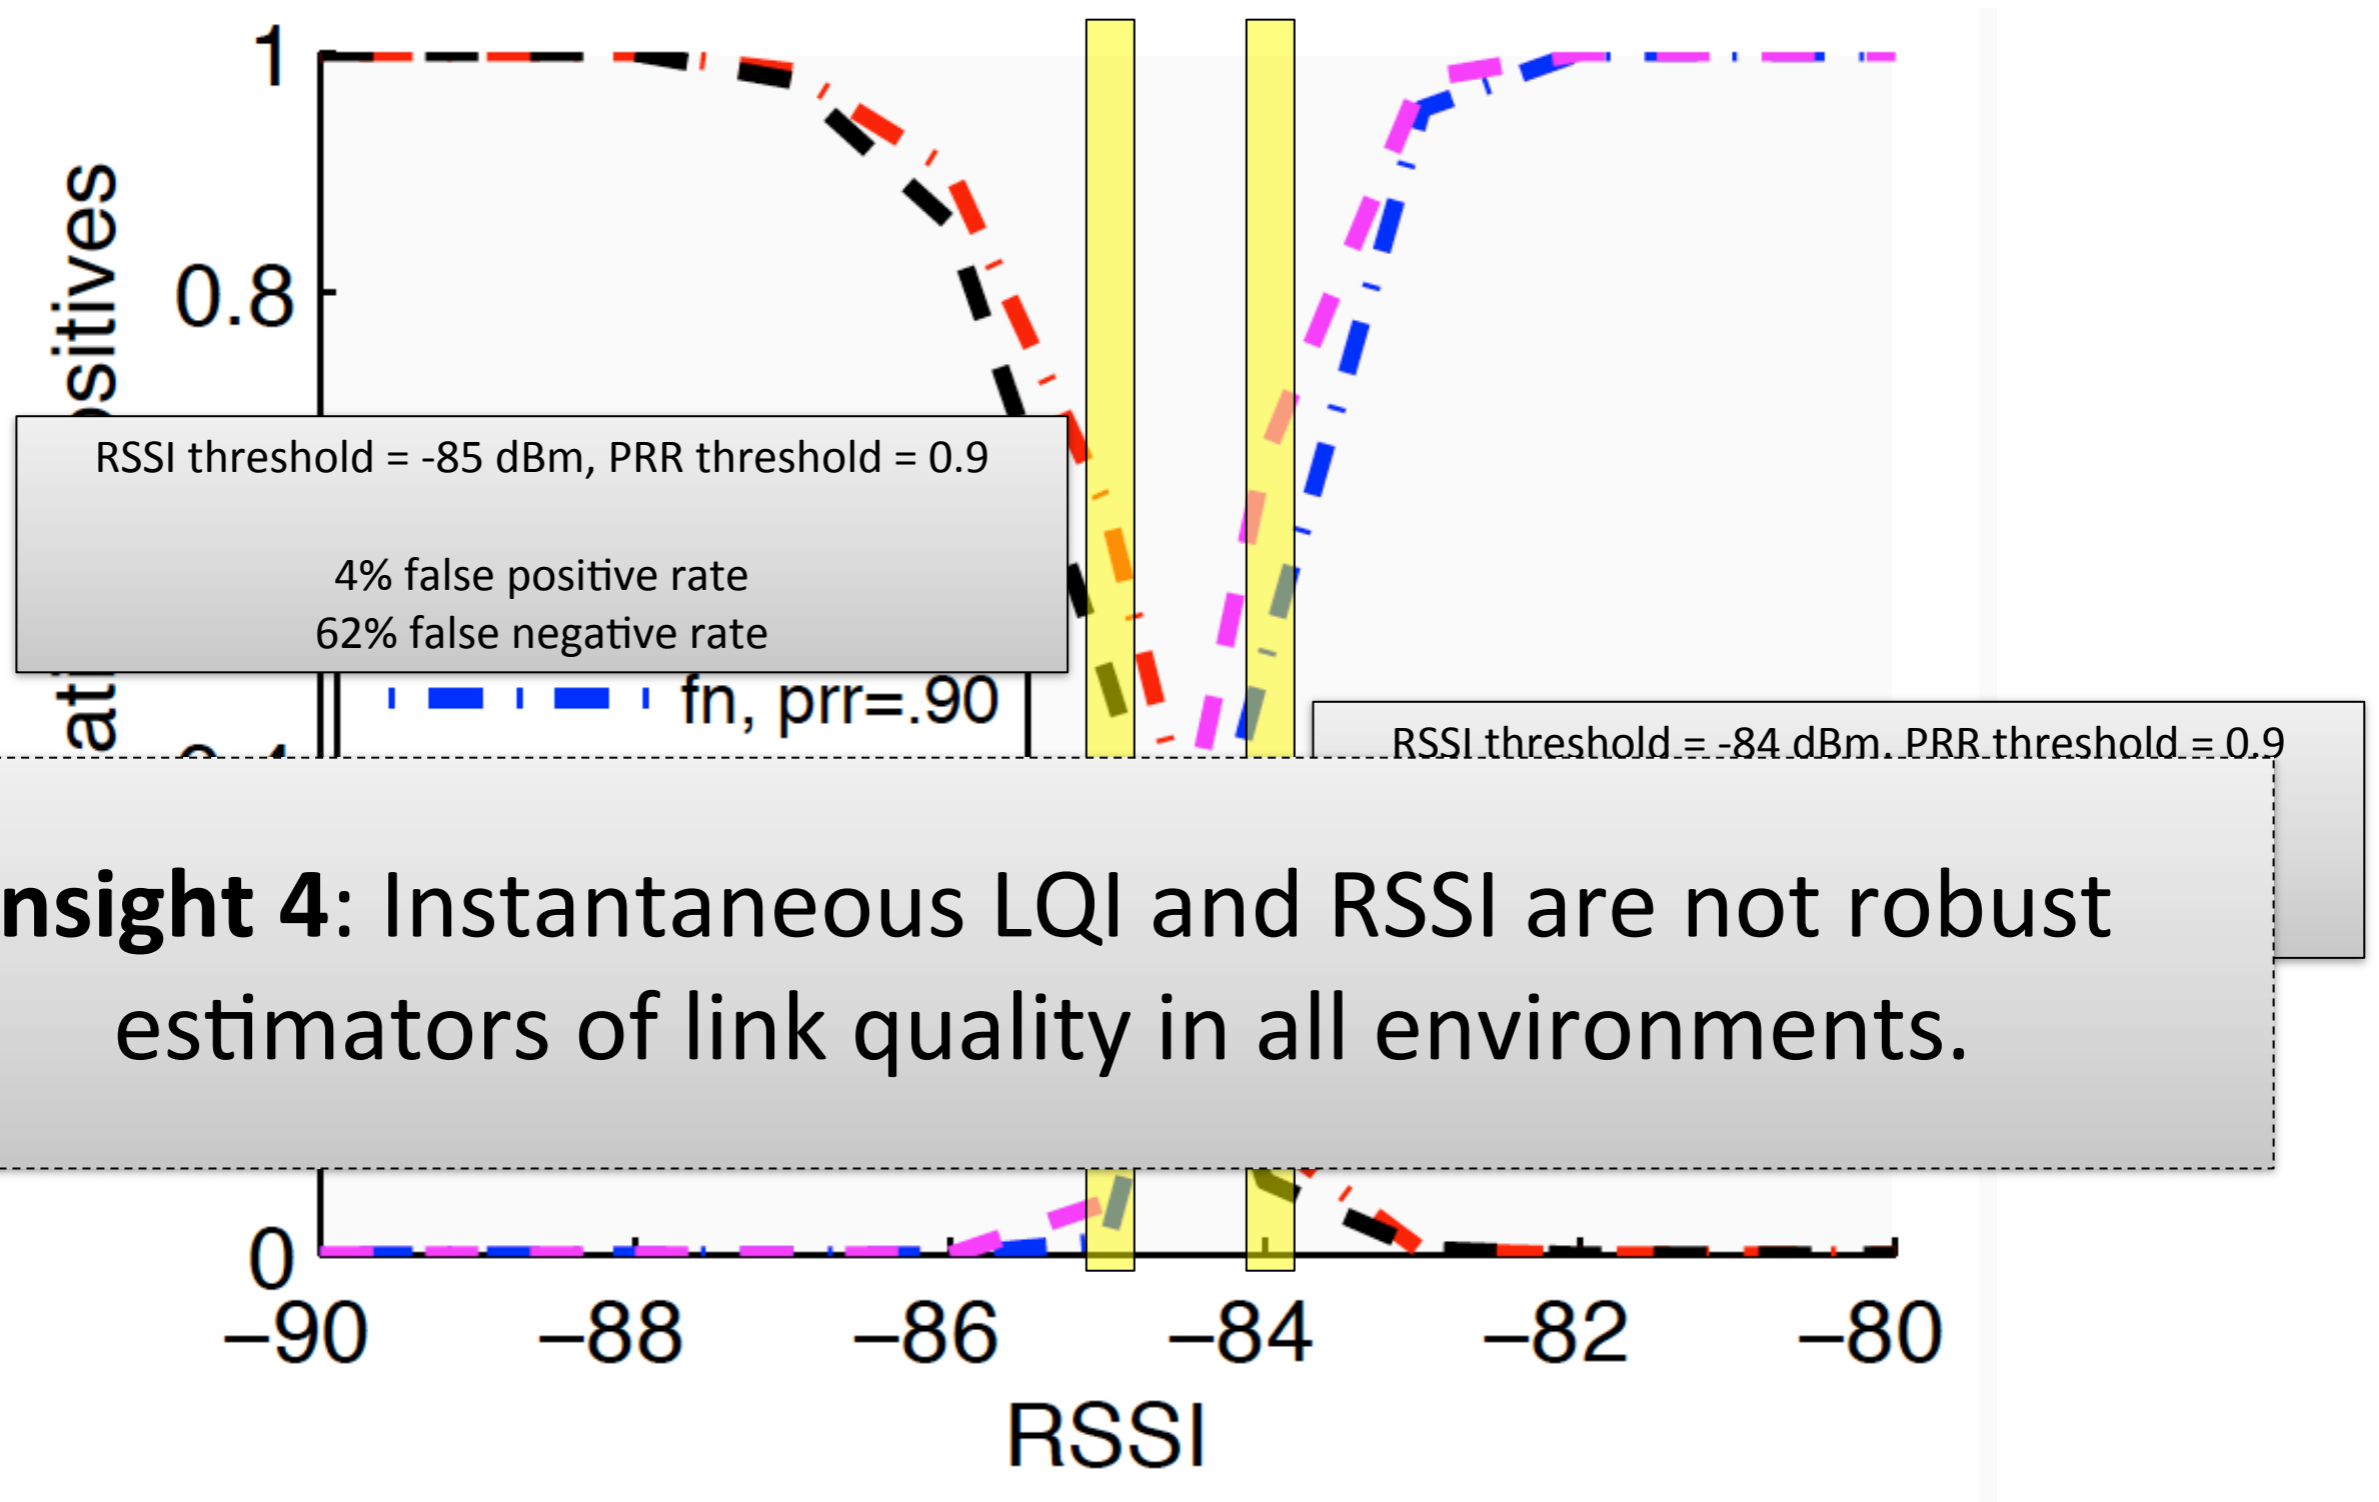 1
0.8
sitives
RSSI threshold = -85 dBm, PRR threshold = 0.9
4% false positive rate
62% false negative rate
fn, prr=.90
RSSI threshold = -84 dBm, PRR threshold = 0.9
nsight 4: Instantaneous LQI and RSSI are not robust
estimators of link quality in all environments.
0
−90 −88 −86 −84 −82 −80
RSSI